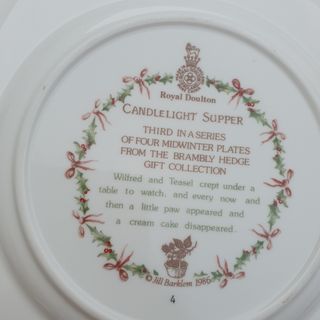 Royal Doulton
CANDLELIGHT SUPPER
THIRD IN A SERIES
OF FOUR MIDWINTER PLATES
FROM THE BRAMBLY HEDGE
GIFT COLLECTION
Wilfred and Teasel crept under a
table to watch, and every now and
then a little paw appeared and
a cream cake disappeared..
© Jill Barklem 1986
4